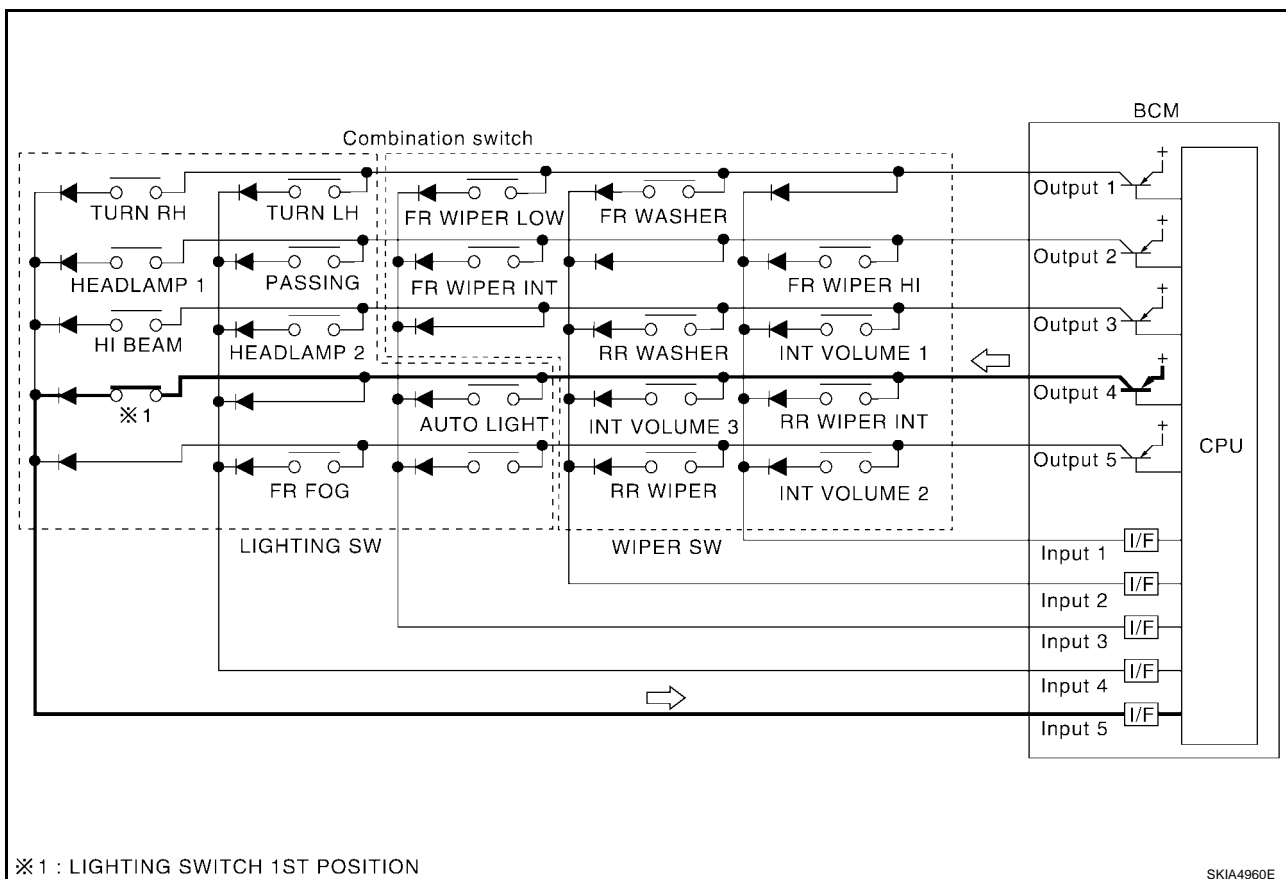 BCM
Combination switch
Output 1
TURN RH
TURN LH
FR WIPER LOW
FR WASHER
Output 2
HEADLAMP 1
PASSING
FR WIPER INT
FR WIPER HI
Output 3
HI BEAM
HEADLAMP 2
RR WASHER
INT VOLUME 1
Output 4
※1
AUTO LIGHT
INT VOLUME 3
RR WIPER INT
Output 5
CPU
FR FOG
RR WIPER
INT VOLUME 2
LIGHTING SW
WIPER SW
Input 1
I/F
Input 2
I/F
Input 3
I/F
Input 4
I/F
Input 5
I/F
※1 : LIGHTING SWITCH 1ST POSITION
SKIA4960E